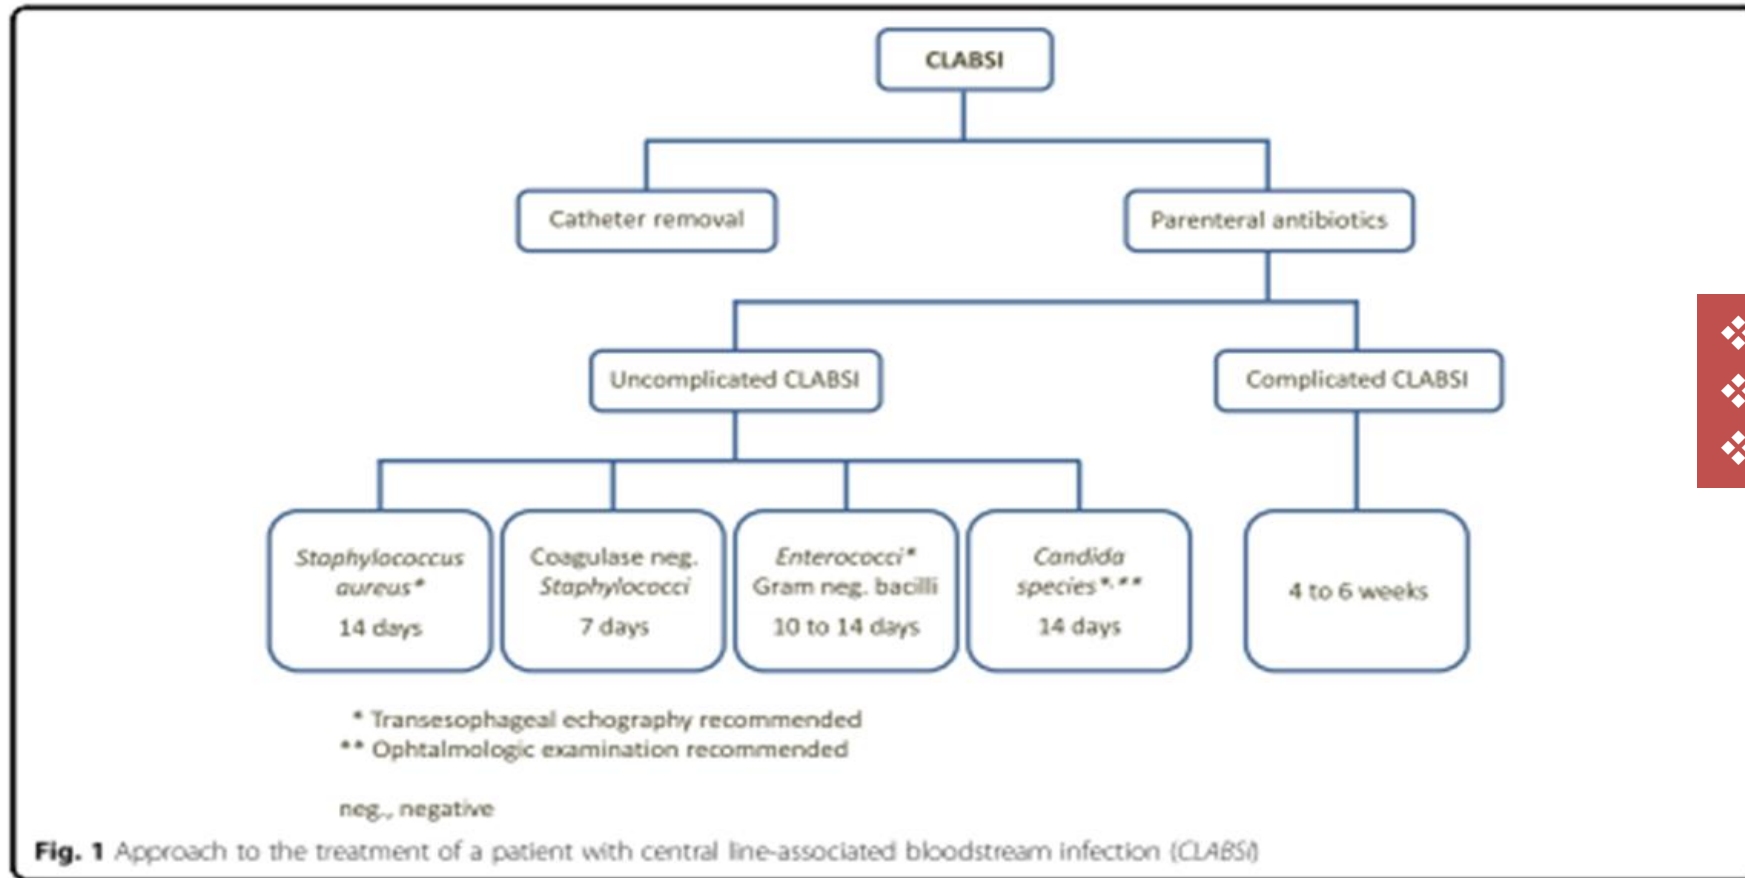 CLABSI
Catheter removal
Parenteral antibiotics
Uncomplicated CLABSI
Complicated CLABSI
Staphylococcus
aureus*
14 days
Coagulase neg.
Staphylococci
7 days
Enterococci*
Gram neg. bacilli
10 to 14 days
Candida
species*,**
14 days
4 to 6 weeks
* Transesophageal echography recommended
** Ophtalmologic examination recommended
neg., negative
Fig. 1 Approach to the treatment of a patient with central line-associated bloodstream infection (CLABSI)